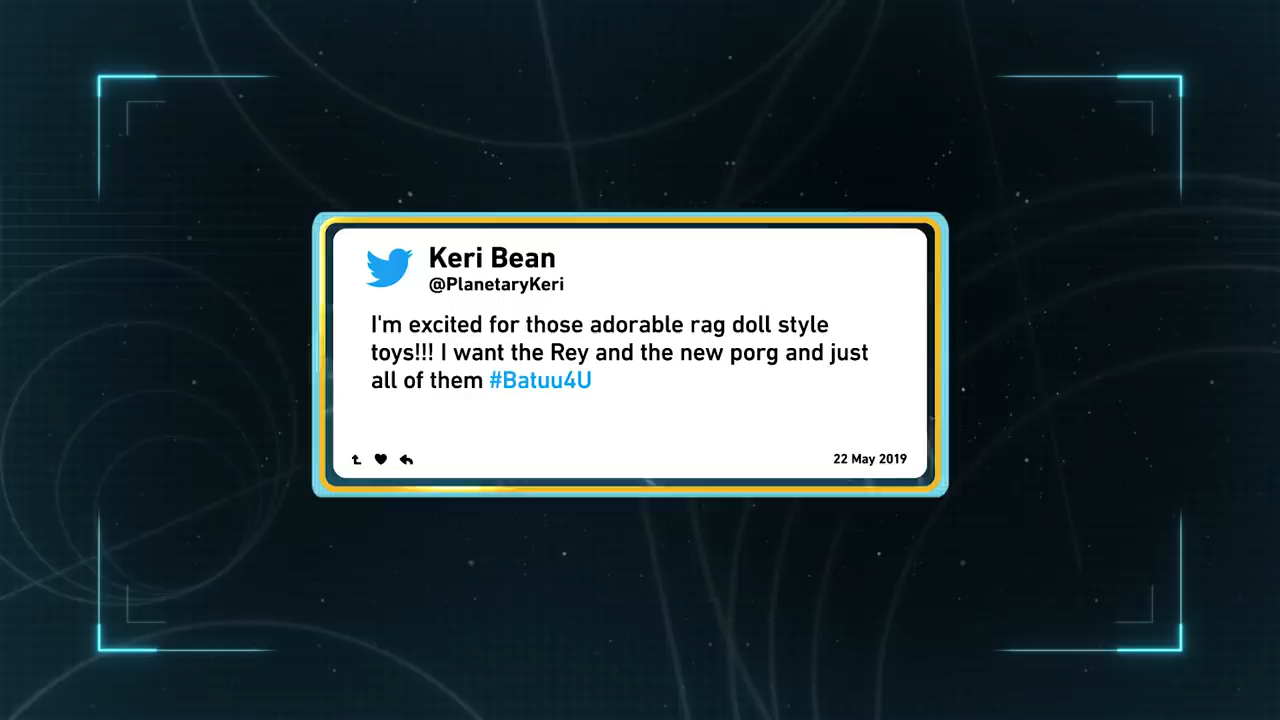 Keri Bean
@PlanetaryKeri
I'm excited for those adorable rag doll style
toys!!! I want the Rey and the new porg and just
all of them #Batuu4U
22 May 2019